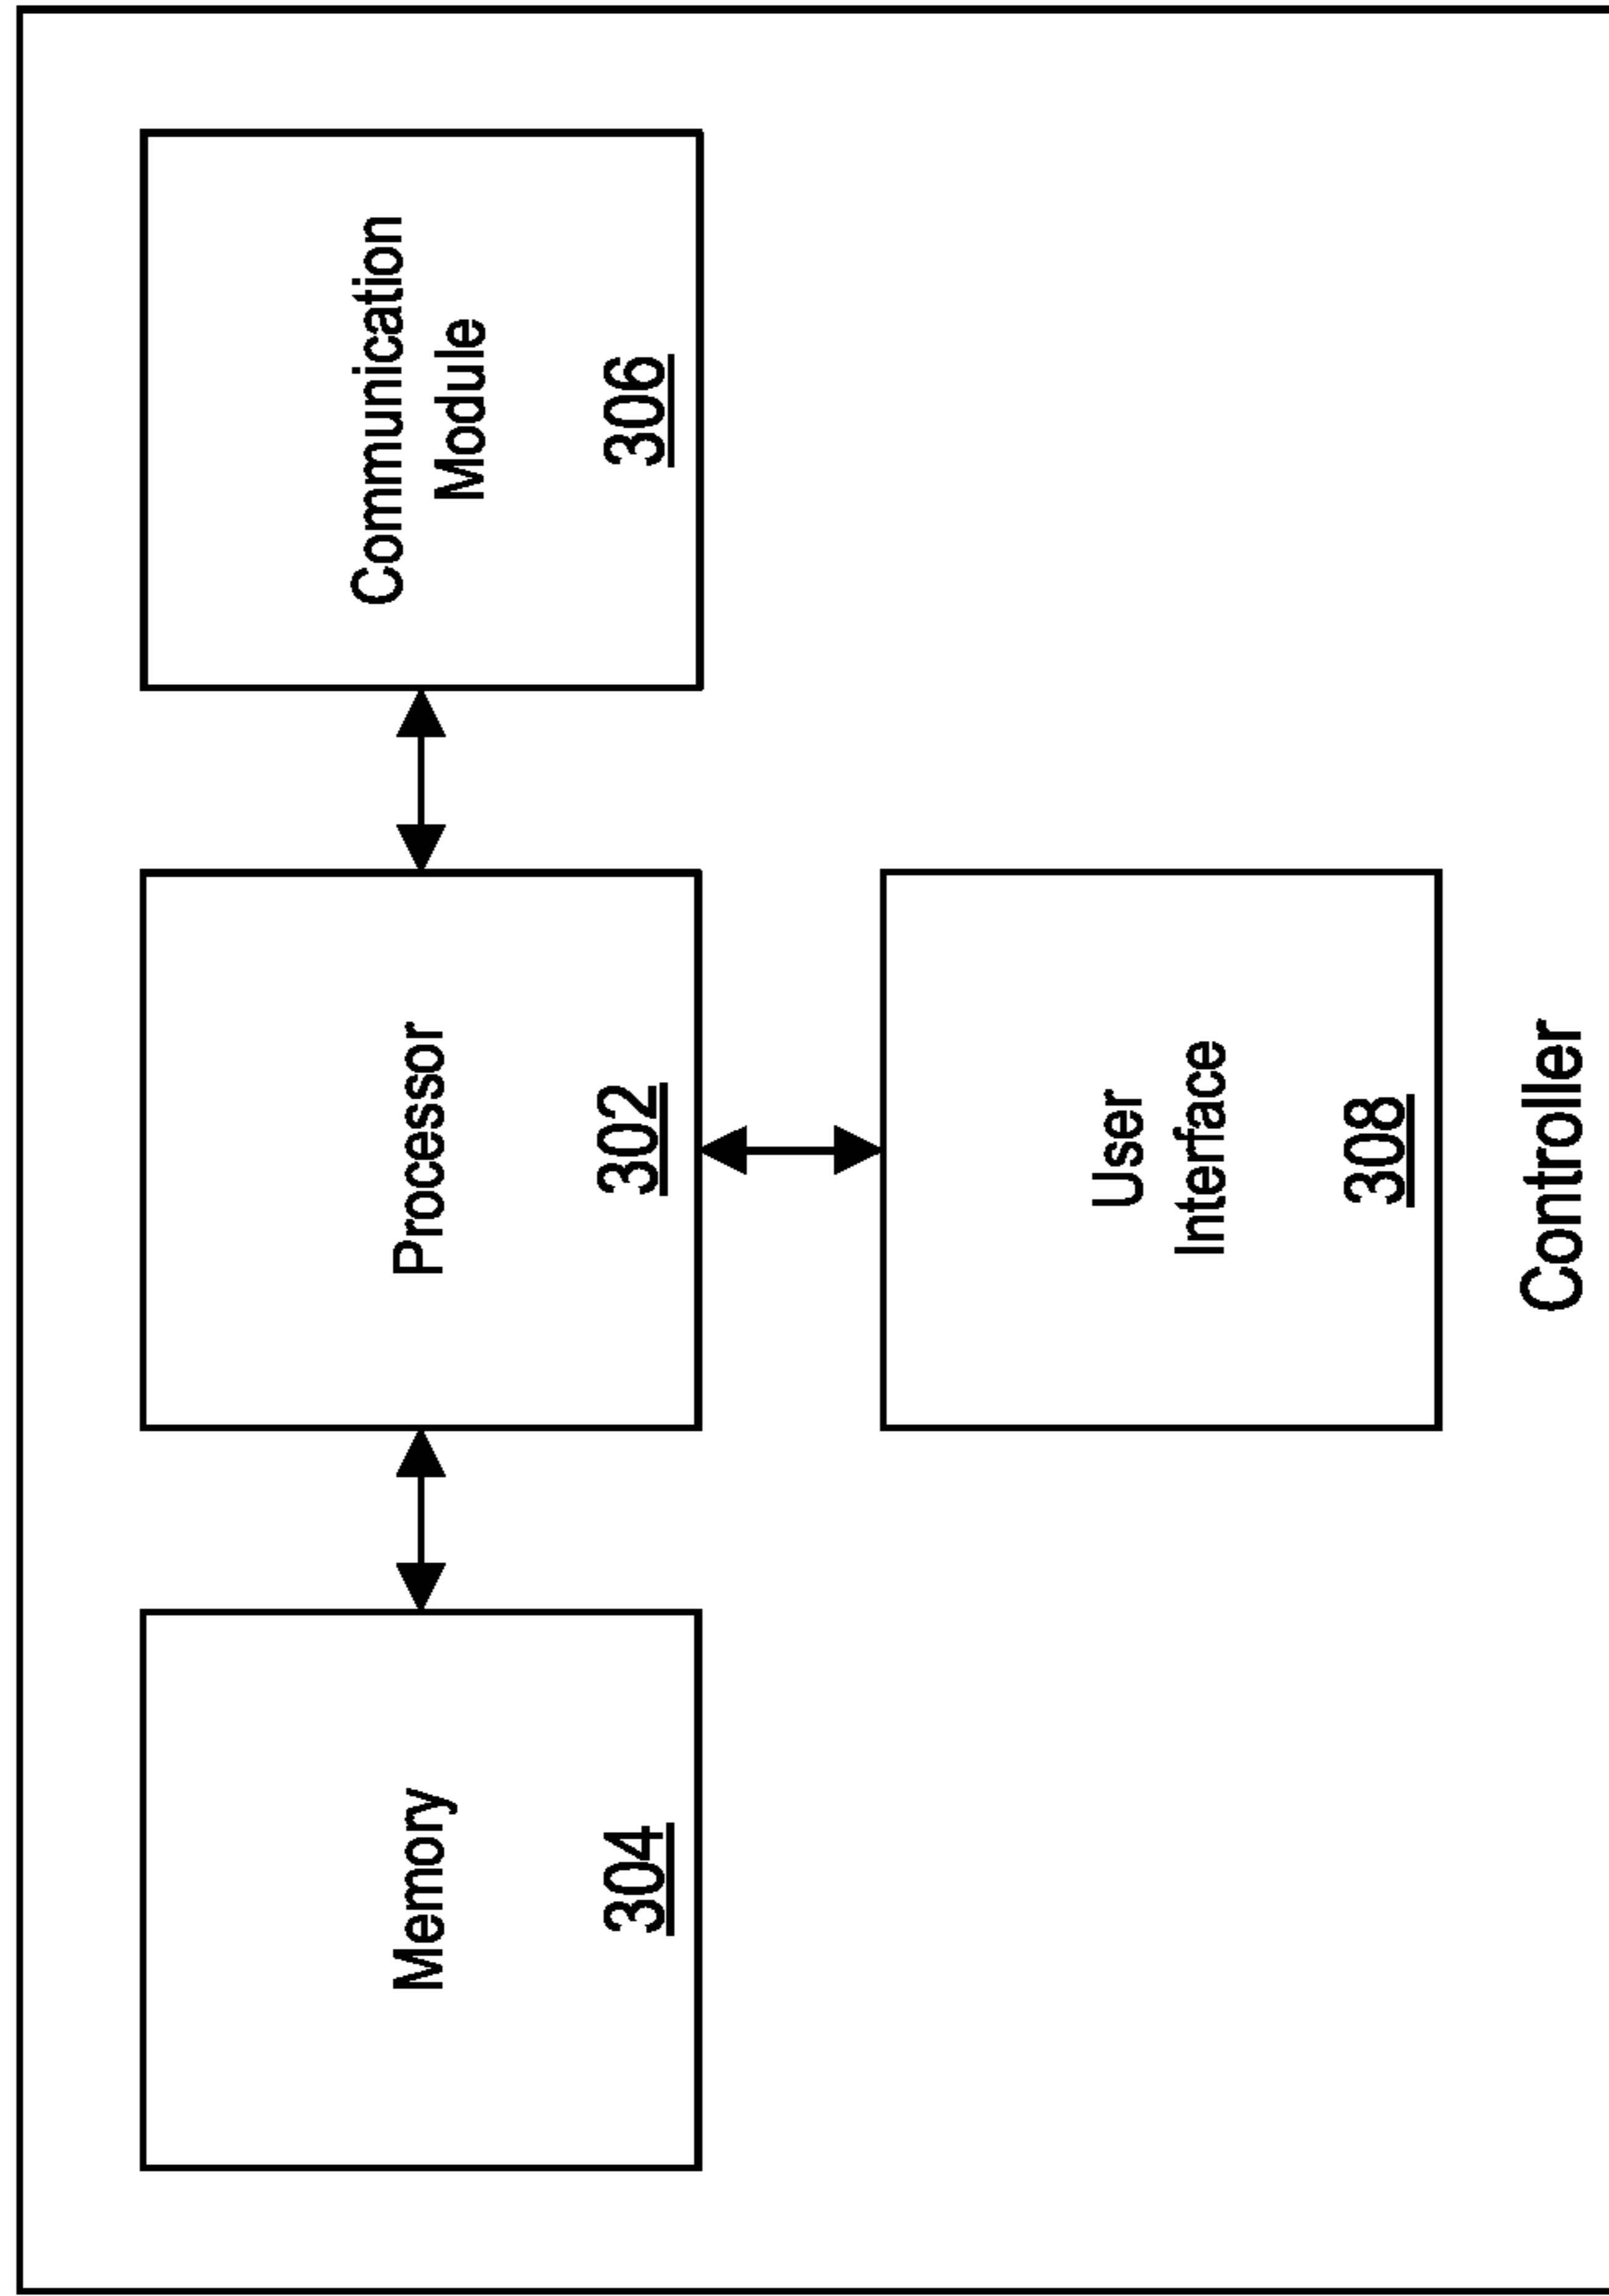 Memory
304
Processor
302
Communication
Module
306
User
Interface
308
Controller